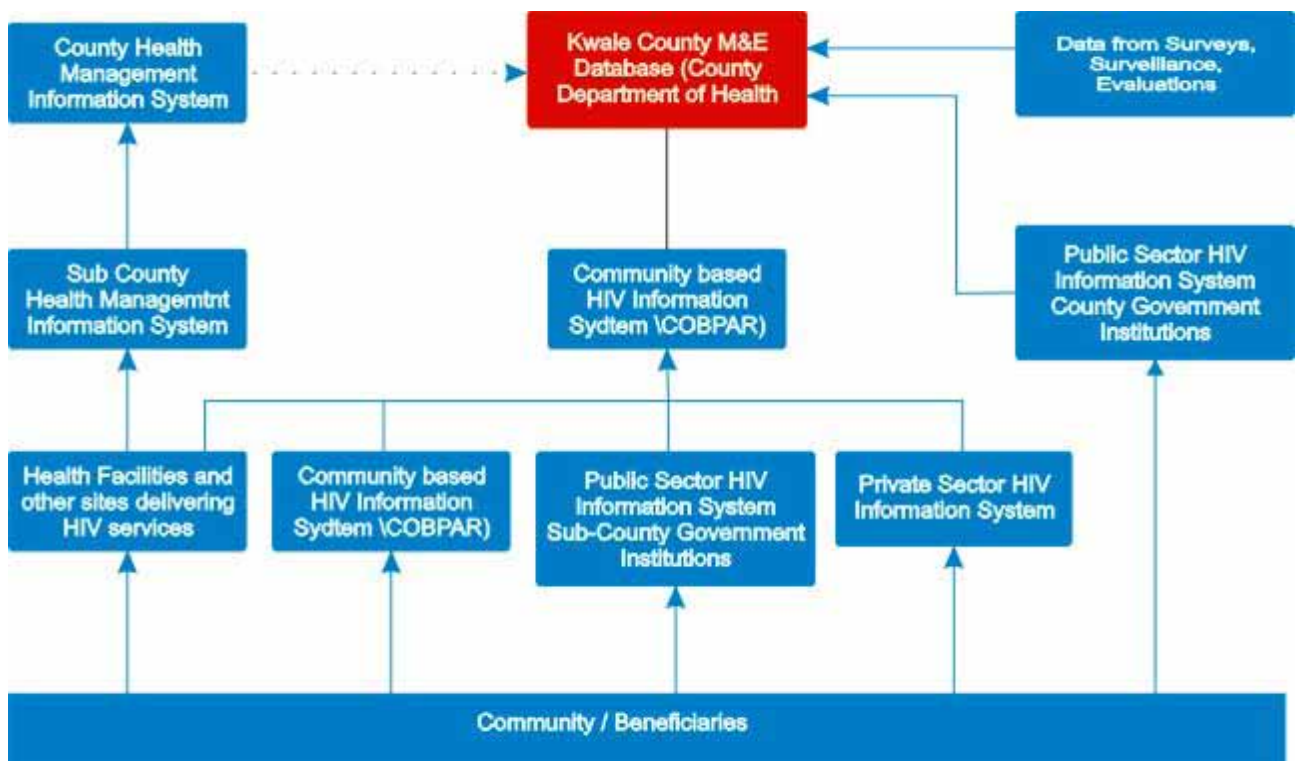 County Health
Management
Information System
Kwale County M&E
Database (County
Department of Health
Data from Surveys,
Surveillance,
Evaluations
Sub County
Health Managemtnt
Information System
Community based
HIV Information
Sydtem \COBPAR)
Public Sector HIV
Information System
County Government
Institutions
Health Facilities and
other sites delivering
HIV services
Community based
HIV Information
Sydtem \COBPAR)
Public Sector HIV
Information System
Sub-County Government
Institutions
Private Sector HIV
Information System
Community / Beneficiaries